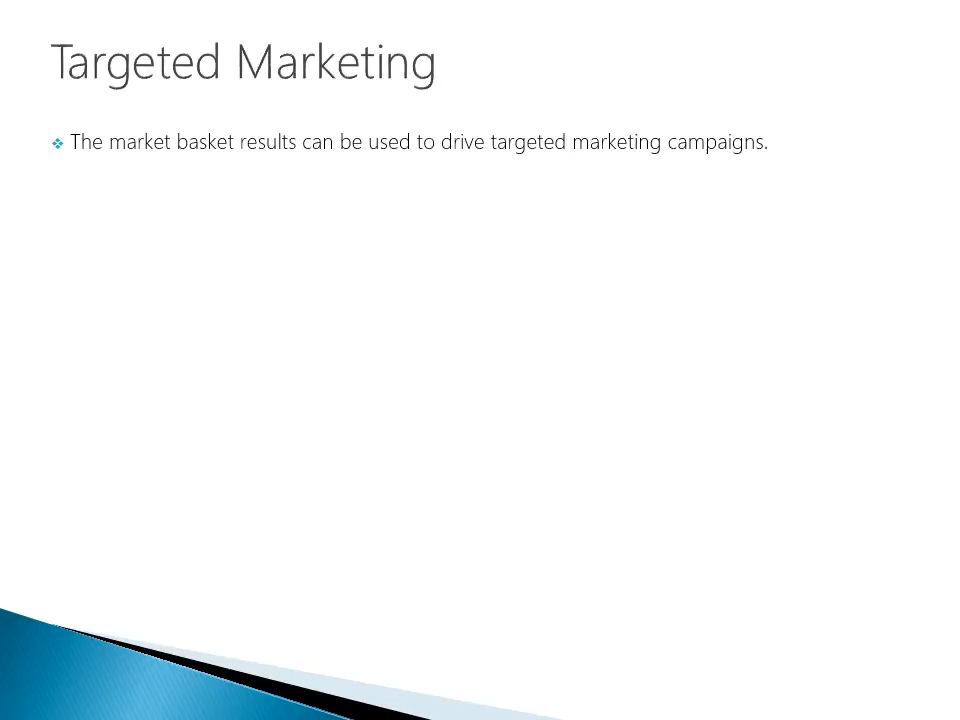 Targeted Marketing
❖ The market basket results can be used to drive targeted marketing campaigns.